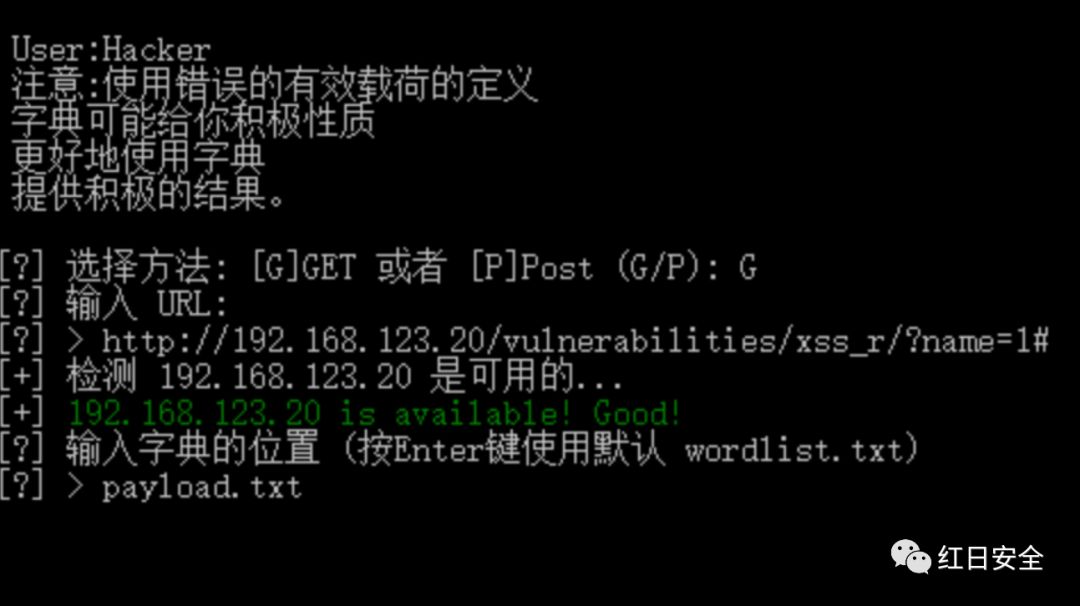 User:Hacker
注意:使用错误的有效载荷的定义
字典可能给你积极性质
更好地使用字典
提供积极的结果。
[?] 选择方法: [G]GET 或者 [P]Post (G/P): G
[?] 输入 URL:
[?] > http://192.168.123.20/vulnerabilities/xss_r/?name=1#
[+] 检测 192.168.123.20 是可用的...
[+] 192.168.123.20 is available! Good!
[?] 输入字典的位置 (按Enter键使用默认 wordlist.txt)
[?] > payload.txt
红日安全